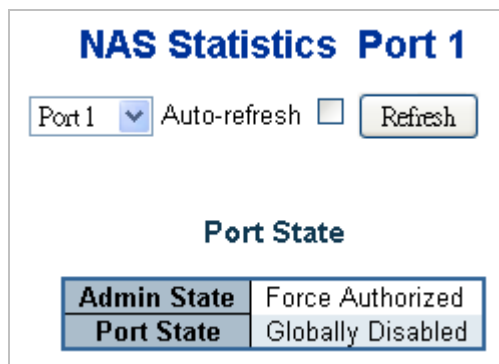 NAS Statistics Port 1
Port 1 Auto-refresh Refresh
Port State
Admin State Force Authorized
Port State Globally Disabled